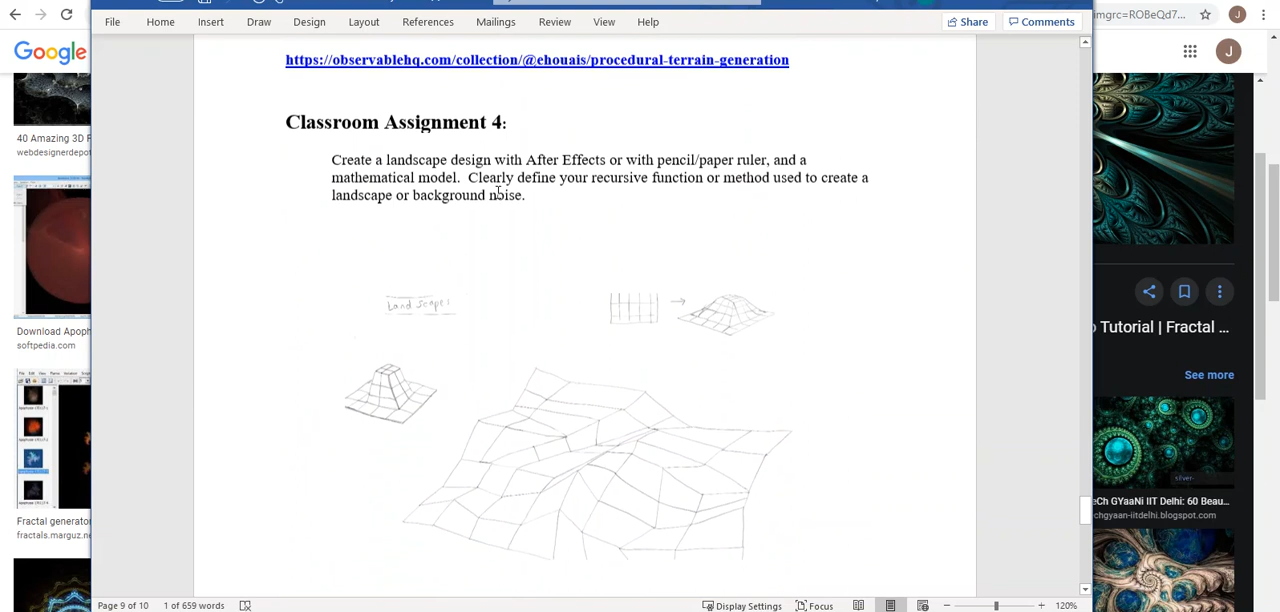 imgrc=ROBeQd7...
J
File Home Insert Draw Design Layout References Mailings Review View Help Share Comments
Google
J
https://observablehq.com/collection/@ehouais/procedural-terrain-generation
40 Amazing 3D F
webdesignerdepot
Classroom Assignment 4:
Create a landscape design with After Effects or with pencil/paper ruler, and a
mathematical model. Clearly define your recursive function or method used to create a
landscape or background noise.
Landscapes
Download Apoph
softpedia.com
o Tutorial | Fractal ...
See more
Fractal generato
fractals.marguz.ne
eCh GYaaNi IIT Delhi: 60 Beau...
chgyaan-iitdelhi.blogspot.com
Page 9 of 10 1 of 659 words Display Settings Focus 120%